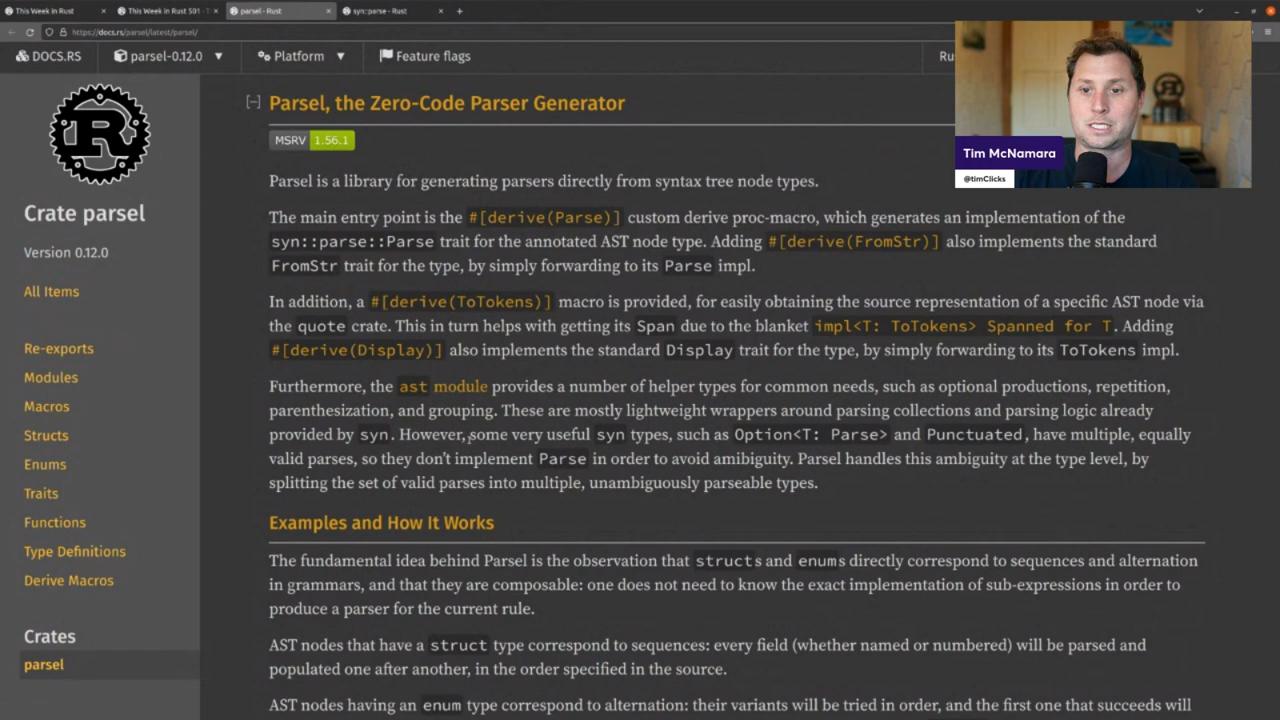 This Week in Rust
This Week in Rust 501 - T
parsel - Rust
syn::parse - Rust
https://docs.rs/parsel/latest/parsel/
DOCS.RS
parsel-0.12.0
Platform
Feature flags
Ru
Tim McNamara
@timClicks
Crate parsel
Version 0.12.0
All Items
Re-exports
Modules
Macros
Structs
Enums
Traits
Functions
Type Definitions
Derive Macros
Crates
parsel
[-] Parsel, the Zero-Code Parser Generator
MSRV 1.56.1
Parsel is a library for generating parsers directly from syntax tree node types.
The main entry point is the #[derive(Parse)] custom derive proc-macro, which generates an implementation of the
syn::parse::Parse trait for the annotated AST node type. Adding #[derive(FromStr)] also implements the standard
FromStr trait for the type, by simply forwarding to its Parse impl.
In addition, a #[derive(ToTokens)] macro is provided, for easily obtaining the source representation of a specific AST node via
the quote crate. This in turn helps with getting its Span due to the blanket impl<T: ToTokens> Spanned for T. Adding
#[derive(Display)] also implements the standard Display trait for the type, by simply forwarding to its ToTokens impl.
Furthermore, the ast module provides a number of helper types for common needs, such as optional productions, repetition,
parenthesization, and grouping. These are mostly lightweight wrappers around parsing collections and parsing logic already
provided by syn. However, some very useful syn types, such as Option<T: Parse> and Punctuated, have multiple, equally
valid parses, so they don't implement Parse in order to avoid ambiguity. Parsel handles this ambiguity at the type level, by
splitting the set of valid parses into multiple, unambiguously parseable types.
Examples and How It Works
The fundamental idea behind Parsel is the observation that structs and enums directly correspond to sequences and alternation
in grammars, and that they are composable: one does not need to know the exact implementation of sub-expressions in order to
produce a parser for the current rule.
AST nodes that have a struct type correspond to sequences: every field (whether named or numbered) will be parsed and
populated one after another, in the order specified in the source.
AST nodes having an enum type correspond to alternation: their variants will be tried in order, and the first one that succeeds will